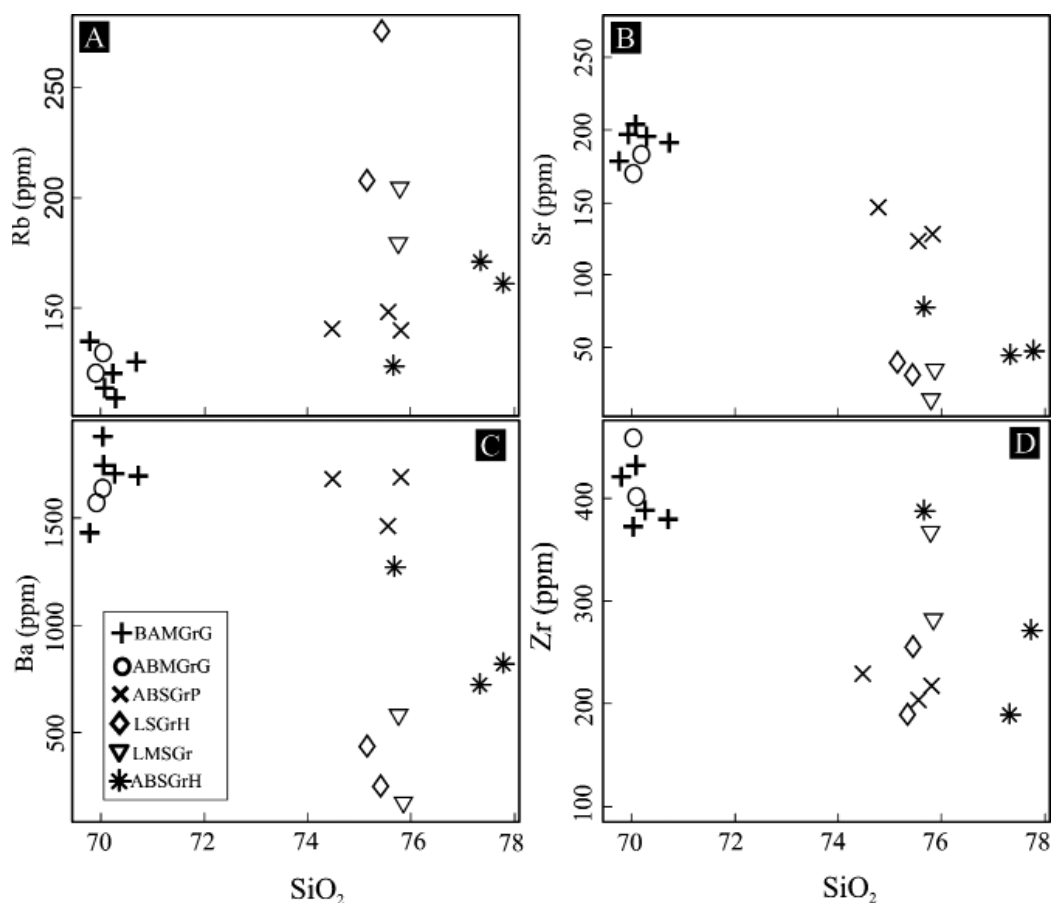 A
B
250
200
150
Rb (ppm)
250
200
150
100
50
Sr (ppm)
C
D
1500
1000
500
Ba (ppm)
400
300
200
100
Zr (ppm)
BAMGrG
ABMGrG
ABSGrP
LSGrH
LMSGr
ABSGrH
70 72 74 76 78
70 72 74 76 78
SiO₂
SiO₂